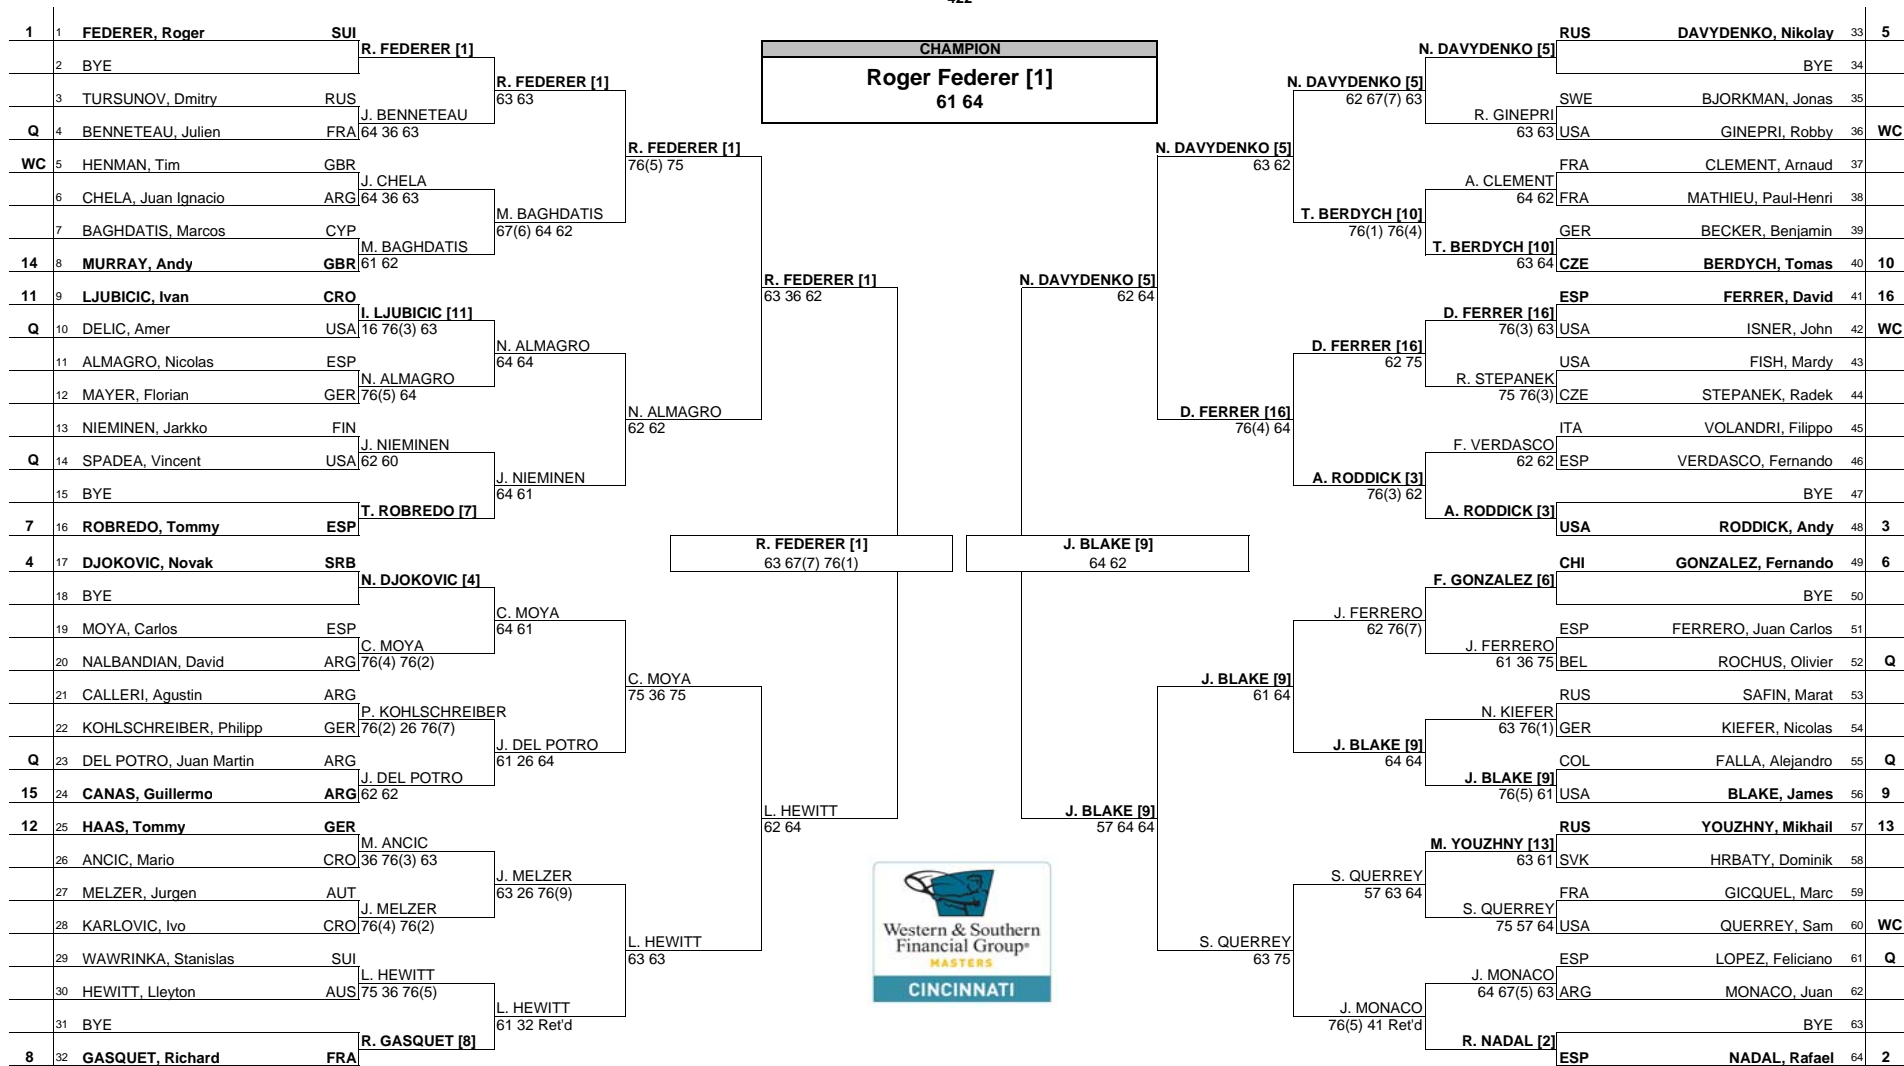 1 1 FEDERER, Roger SUI
R. FEDERER [1]
2 BYE
R. FEDERER [1]
63 63
3 TURSUNOV, Dmitry RUS
J. BENNETEAU
Q 4 BENNETEAU, Julien FRA 64 36 63
R. FEDERER [1]
76(5) 75
WC 5 HENMAN, Tim GBR
J. CHELA
6 CHELA, Juan Ignacio ARG 64 36 63
M. BAGHDATIS
67(6) 64 62
7 BAGHDATIS, Marcos CYP
M. BAGHDATIS
14 8 MURRAY, Andy GBR 61 62
R. FEDERER [1]
63 36 62
11 9 LJUBICIC, Ivan CRO
I. LJUBICIC [11]
Q 10 DELIC, Amer USA 16 76(3) 63
N. ALMAGRO
64 64
11 ALMAGRO, Nicolas ESP
N. ALMAGRO
12 MAYER, Florian GER 76(5) 64
N. ALMAGRO
62 62
13 NIEMINEN, Jarkko FIN
J. NIEMINEN
Q 14 SPADEA, Vincent USA 62 60
J. NIEMINEN
64 61
15 BYE
T. ROBREDO [7]
7 16 ROBREDO, Tommy ESP
R. FEDERER [1]
63 67(7) 76(1)
4 17 DJOKOVIC, Novak SRB
N. DJOKOVIC [4]
18 BYE
C. MOYA
64 61
19 MOYA, Carlos ESP
C. MOYA
20 NALBANDIAN, David ARG 76(4) 76(2)
C. MOYA
75 36 75
21 CALLERI, Agustin ARG
P. KOHLSCHREIBER
22 KOHLSCHREIBER, Philipp GER 76(2) 26 76(7)
J. DEL POTRO
61 26 64
Q 23 DEL POTRO, Juan Martin ARG
J. DEL POTRO
15 24 CANAS, Guillermo ARG 62 62
L. HEWITT
62 64
12 25 HAAS, Tommy GER
M. ANCIC
26 ANCIC, Mario CRO 36 76(3) 63
J. MELZER
63 26 76(9)
27 MELZER, Jurgen AUT
J. MELZER
28 KARLOVIC, Ivo CRO 76(4) 76(2)
L. HEWITT
63 63
29 WAWRINKA, Stanislas SUI
L. HEWITT
30 HEWITT, Lleyton AUS 75 36 76(5)
L. HEWITT
61 32 Ret'd
31 BYE
R. GASQUET [8]
8 32 GASQUET, Richard FRA
CHAMPION
Roger Federer [1]
61 64
RUS DAVYDENKO, Nikolay 33 5
N. DAVYDENKO [5]
BYE 34
N. DAVYDENKO [5]
62 67(7) 63
SWE BJORKMAN, Jonas 35
R. GINEPRI
63 63 USA GINEPRI, Robby 36 WC
N. DAVYDENKO [5]
63 62
FRA CLEMENT, Arnaud 37
A. CLEMENT
64 62 FRA MATHIEU, Paul-Henri 38
T. BERDYCH [10]
76(1) 76(4)
GER BECKER, Benjamin 39
T. BERDYCH [10]
63 64 CZE BERDYCH, Tomas 40 10
N. DAVYDENKO [5]
62 64
ESP FERRER, David 41 16
D. FERRER [16]
76(3) 63 USA ISNER, John 42 WC
D. FERRER [16]
62 75
USA FISH, Mardy 43
R. STEPANEK
75 76(3) CZE STEPANEK, Radek 44
D. FERRER [16]
76(4) 64
ITA VOLANDRI, Filippo 45
F. VERDASCO
62 62 ESP VERDASCO, Fernando 46
A. RODDICK [3]
76(3) 62
BYE 47
A. RODDICK [3]
USA RODDICK, Andy 48 3
J. BLAKE [9]
64 62
CHI GONZALEZ, Fernando 49 6
F. GONZALEZ [6]
BYE 50
J. FERRERO
62 76(7)
ESP FERRERO, Juan Carlos 51
J. FERRERO
61 36 75 BEL ROCHUS, Olivier 52 Q
J. BLAKE [9]
61 64
RUS SAFIN, Marat 53
N. KIEFER
63 76(1) GER KIEFER, Nicolas 54
J. BLAKE [9]
64 64
COL FALLA, Alejandro 55 Q
J. BLAKE [9]
76(5) 61 USA BLAKE, James 56 9
J. BLAKE [9]
57 64 64
RUS YOUZHNY, Mikhail 57 13
M. YOUZHNY [13]
63 61 SVK HRBATY, Dominik 58
S. QUERREY
57 63 64
FRA GICQUEL, Marc 59
S. QUERREY
75 57 64 USA QUERREY, Sam 60 WC
S. QUERREY
63 75
ESP LOPEZ, Feliciano 61 Q
J. MONACO
64 67(5) 63 ARG MONACO, Juan 62
J. MONACO
76(5) 41 Ret'd
BYE 63
R. NADAL [2]
ESP NADAL, Rafael 64 2
Western & Southern
Financial Group®
MASTERS
CINCINNATI